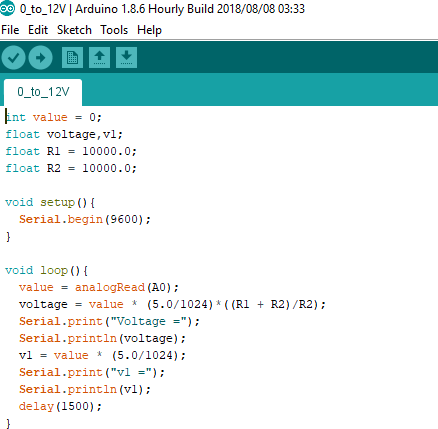 0_to_12V | Arduino 1.8.6 Hourly Build 2018/08/08 03:33
File Edit Sketch Tools Help
0_to_12V
int value = 0;
float voltage,v1;
float R1 = 10000.0;
float R2 = 10000.0;
void setup(){
Serial.begin(9600);
}
void loop(){
value = analogRead(A0);
voltage = value * (5.0/1024)*((R1 + R2)/R2);
Serial.print("Voltage =");
Serial.println(voltage);
v1 = value * (5.0/1024);
Serial.print("v1 =");
Serial.println(v1);
delay(1500);
}